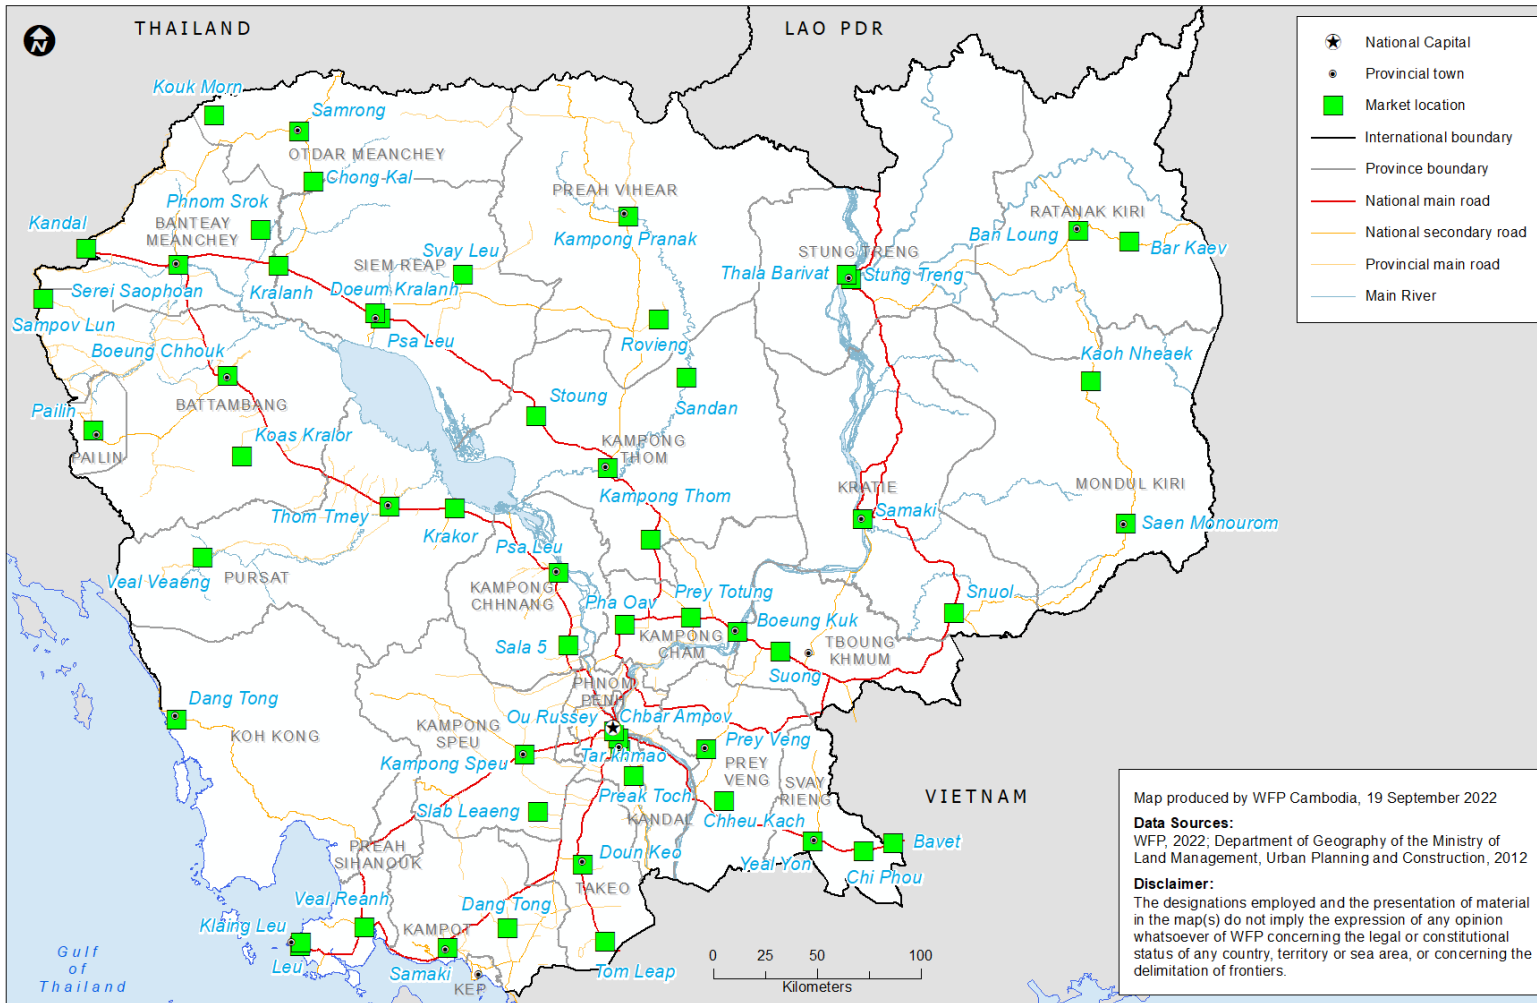 THAILAND
LAO PDR
N
National Capital
Provincial town
Market location
International boundary
Province boundary
National main road
National secondary road
Provincial main road
Main River
Kouk Morn
Samrong
OTDAR MEANCHEY
Chong-Kal
Phnom Srok
PREAH VIHEAR
Kandal
BANTEAY
MEANCHEY
Kampong Pranak
RATANAK KIRI
Ban Loung
Bar Kaev
Svay Leu
SIEM REAP
STUNG TRENG
Thala Barivat
Stung Treng
Serei Saophoan
Kralanh
Doeum Kralanh
Sampov Lun
Psa Leu
Rovieng
Boeung Chhouk
Kaoh Nheaek
BATTAMBANG
Stoung
Sandan
Pailin
PAILIN
Koas Kralor
KAMPONG
THOM
Kampong Thom
KRATIE
MONDUL KIRI
Thom Tmey
Krakor
Samaki
Saen Monourom
Psa Leu
Veal Veaeng
PURSAT
KAMPONG
CHHNANG
Pha Oav
Prey Totung
Snuol
Boeung Kuk
Sala 5
KAMPONG
CHAM
TBOUNG
KHMUM
Suong
PHNOM
PENH
Dang Tong
KOH KONG
KAMPONG
SPEU
Ou Russey
Chbar Ampov
Kampong Speu
Tar khmao
Prey Veng
PREY
VENG
SVAY
RIENG
VIETNAM
Preak Toch
Slab Leaeng
KANDAL
Chheu Kach
PREAH
SIHANOUK
Doun Keo
Yeal Yon
Bavet
Chi Phou
TAKEO
Veal Reanh
Dang Tong
Klaing Leu
KAMPOT
Leu
Samaki
KEP
Tom Leap
Gulf
of
Thailand
0 25 50 100
Kilometers
Map produced by WFP Cambodia, 19 September 2022
Data Sources:
WFP, 2022; Department of Geography of the Ministry of
Land Management, Urban Planning and Construction, 2012
Disclaimer:
The designations employed and the presentation of material
in the map(s) do not imply the expression of any opinion
whatsoever of WFP concerning the legal or constitutional
status of any country, territory or sea area, or concerning the
delimitation of frontiers.